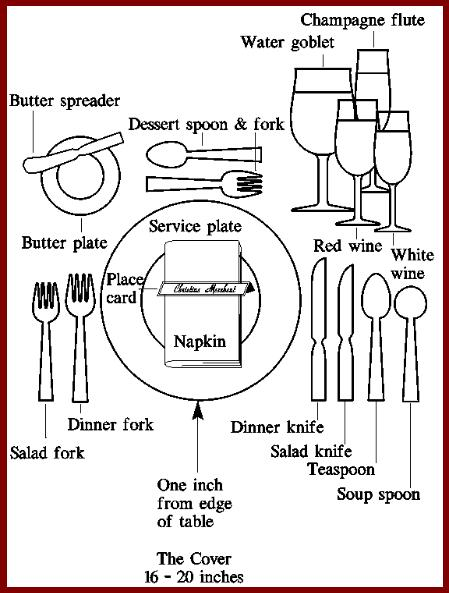 Champagne flute
Water goblet
Butter spreader
Dessert spoon & fork
Butter plate
Service plate
Red wine
White
wine
Place
card
Napkin
Dinner fork
Salad fork
Dinner knife
Salad knife
Teaspoon
Soup spoon
One inch
from edge
of table
The Cover
16 - 20 inches